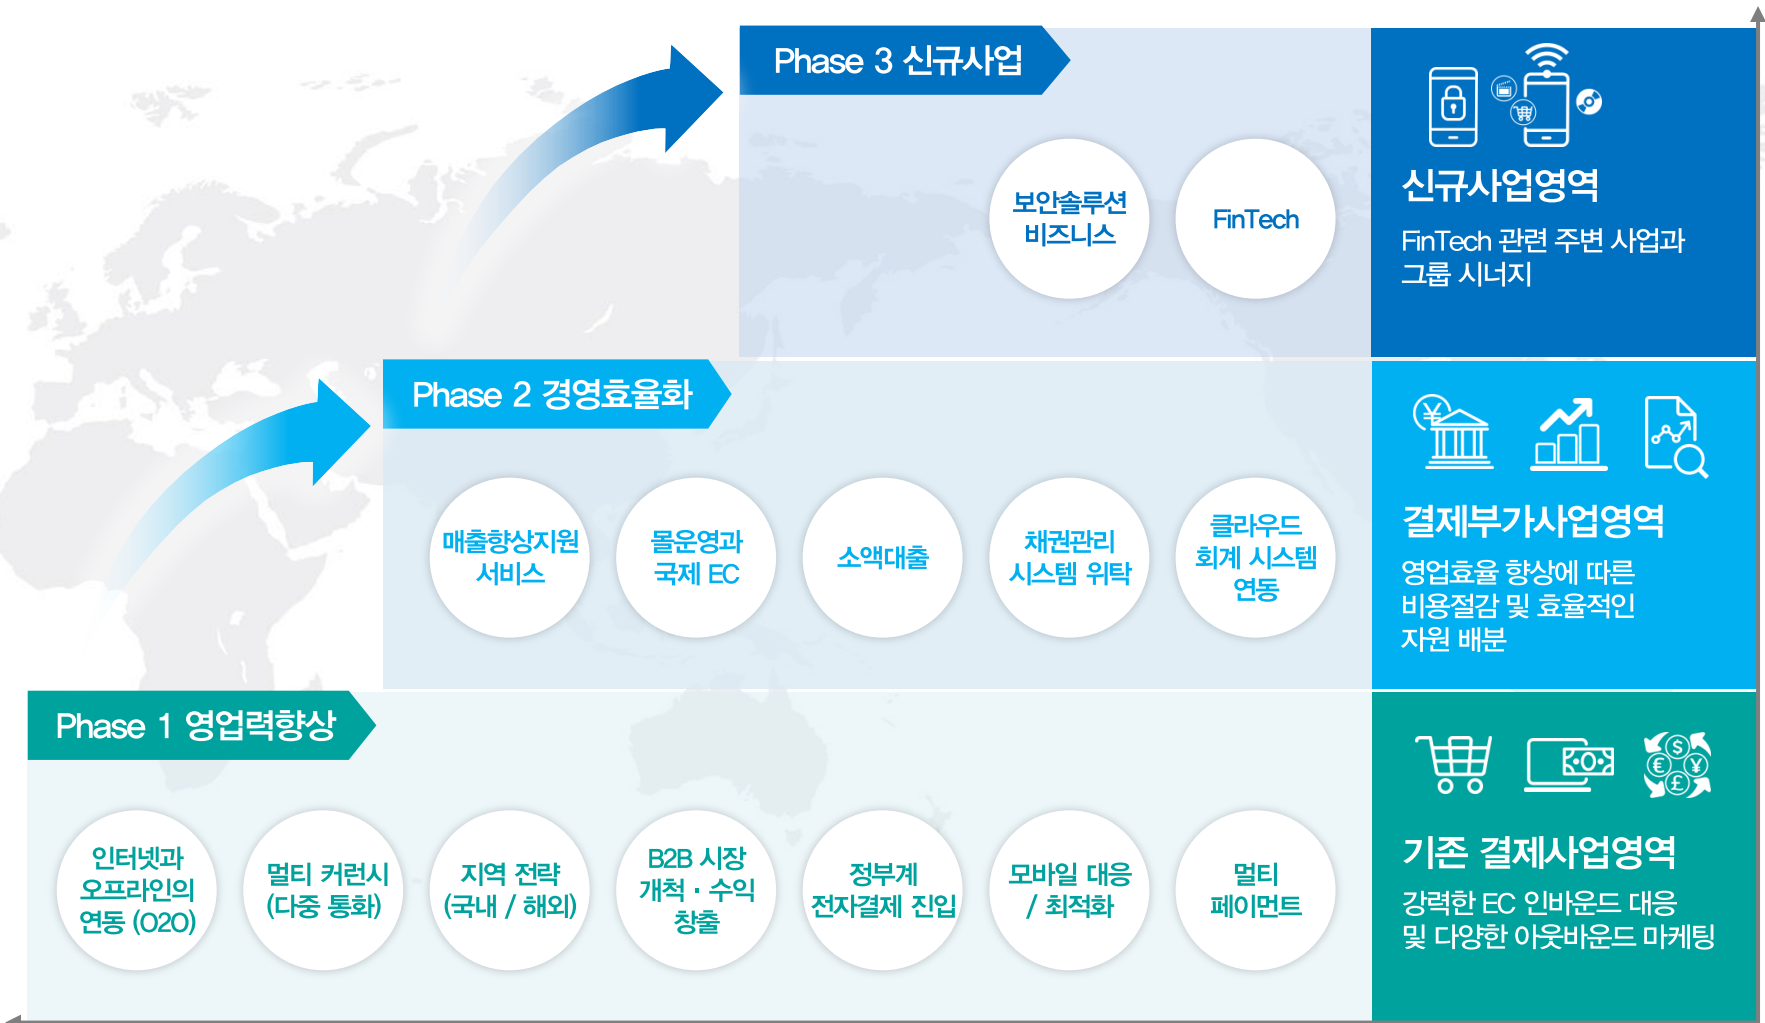 Phase 3 신규사업
보안솔루션
비즈니스
FinTech
신규사업영역
FinTech 관련 주변 사업과
그룹 시너지
Phase 2 경영효율화
매출향상지원
서비스
몰운영과
국제 EC
소액대출
채권관리
시스템 위탁
클라우드
회계 시스템
연동
결제부가사업영역
영업효율 향상에 따른
비용절감 및 효율적인
자원 배분
Phase 1 영업력향상
인터넷과
오프라인의
연동 (O2O)
멀티 커런시
(다중 통화)
지역 전략
(국내 / 해외)
B2B 시장
개척 · 수익
창출
정부계
전자결제 진입
모바일 대응
/ 최적화
멀티
페이먼트
기존 결제사업영역
강력한 EC 인바운드 대응
및 다양한 아웃바운드 마케팅